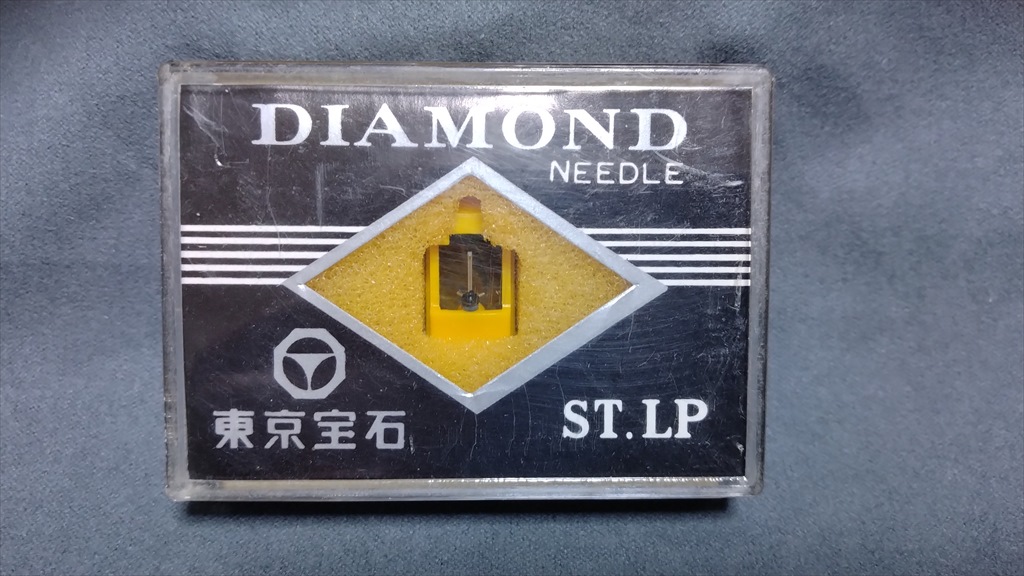 DIAMOND
NEEDLE
東京宝石
ST.LP